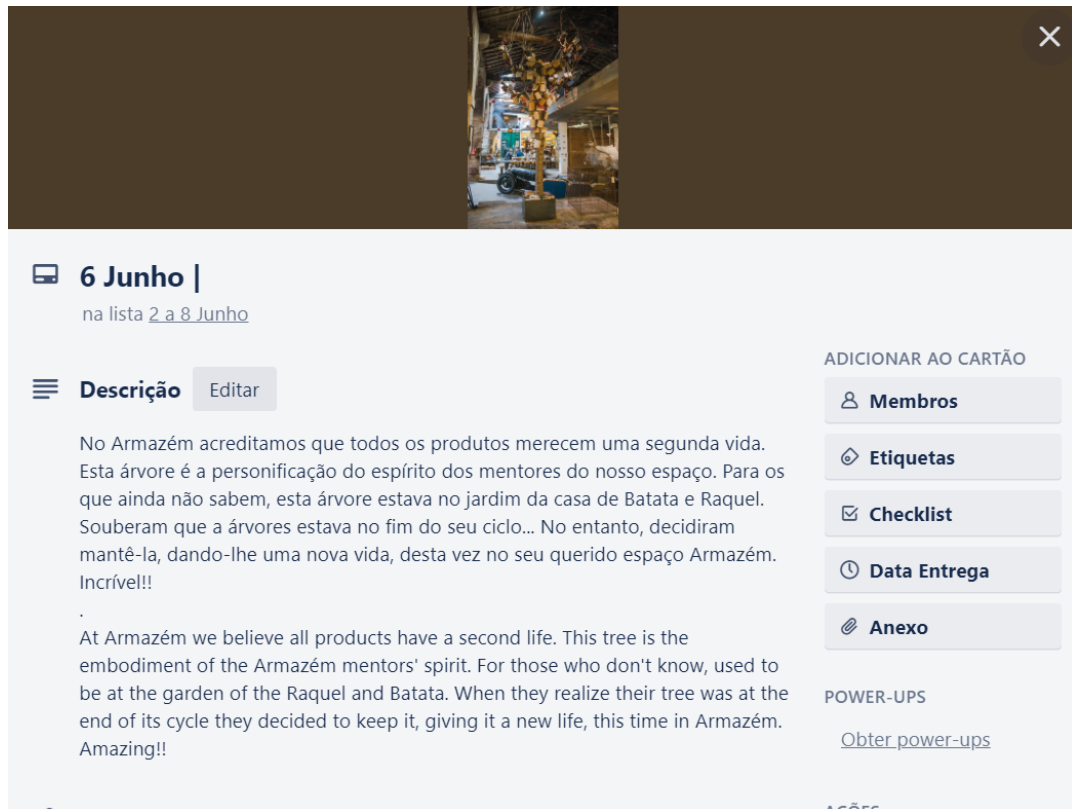 6 Junho |
na lista 2 a 8 Junho
Descrição Editar
No Armazém acreditamos que todos os produtos merecem uma segunda vida.
Esta árvore é a personificação do espírito dos mentores do nosso espaço. Para os
que ainda não sabem, esta árvore estava no jardim da casa de Batata e Raquel.
Souberam que a árvores estava no fim do seu ciclo... No entanto, decidiram
mantê-la, dando-lhe uma nova vida, desta vez no seu querido espaço Armazém.
Incrível!!
.
At Armazém we believe all products have a second life. This tree is the
embodiment of the Armazém mentors' spirit. For those who don't know, used to
be at the garden of the Raquel and Batata. When they realize their tree was at the
end of its cycle they decided to keep it, giving it a new life, this time in Armazém.
Amazing!!
ADICIONAR AO CARTÃO
Membros
Etiquetas
Checklist
Data Entrega
Anexo
POWER-UPS
Obter power-ups
AÇÕES